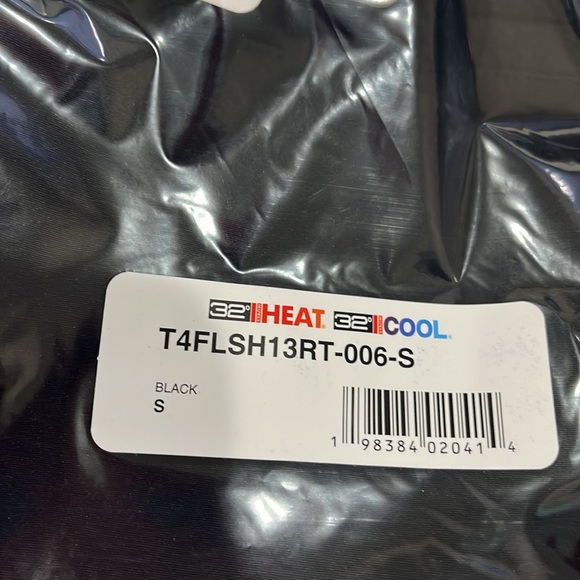 32° HEAT 32° COOL
T4FLSH13RT-006-S
BLACK
S
1 98384 02041 4